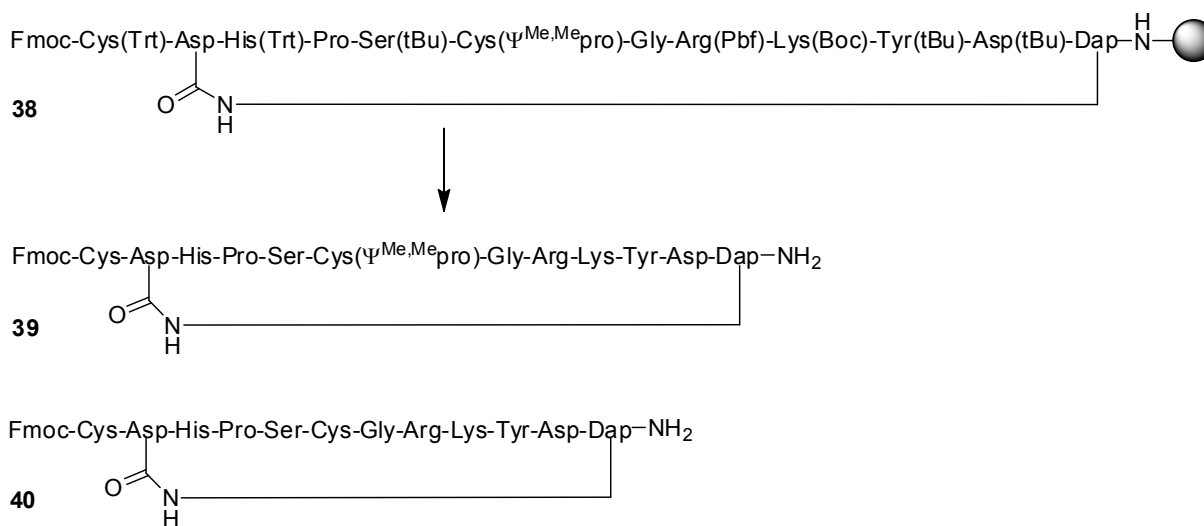 Fmoc-Cys(Trt)-Asp-His(Trt)-Pro-Ser(tBu)-Cys(Ψ^Me,Me pro)-Gly-Arg(Pbf)-Lys(Boc)-Tyr(tBu)-Asp(tBu)-Dap-N
H
O
N
H
38
Fmoc-Cys-Asp-His-Pro-Ser-Cys(Ψ^Me,Me pro)-Gly-Arg-Lys-Tyr-Asp-Dap-NH2
O
N
H
39
Fmoc-Cys-Asp-His-Pro-Ser-Cys-Gly-Arg-Lys-Tyr-Asp-Dap-NH2
O
N
H
40